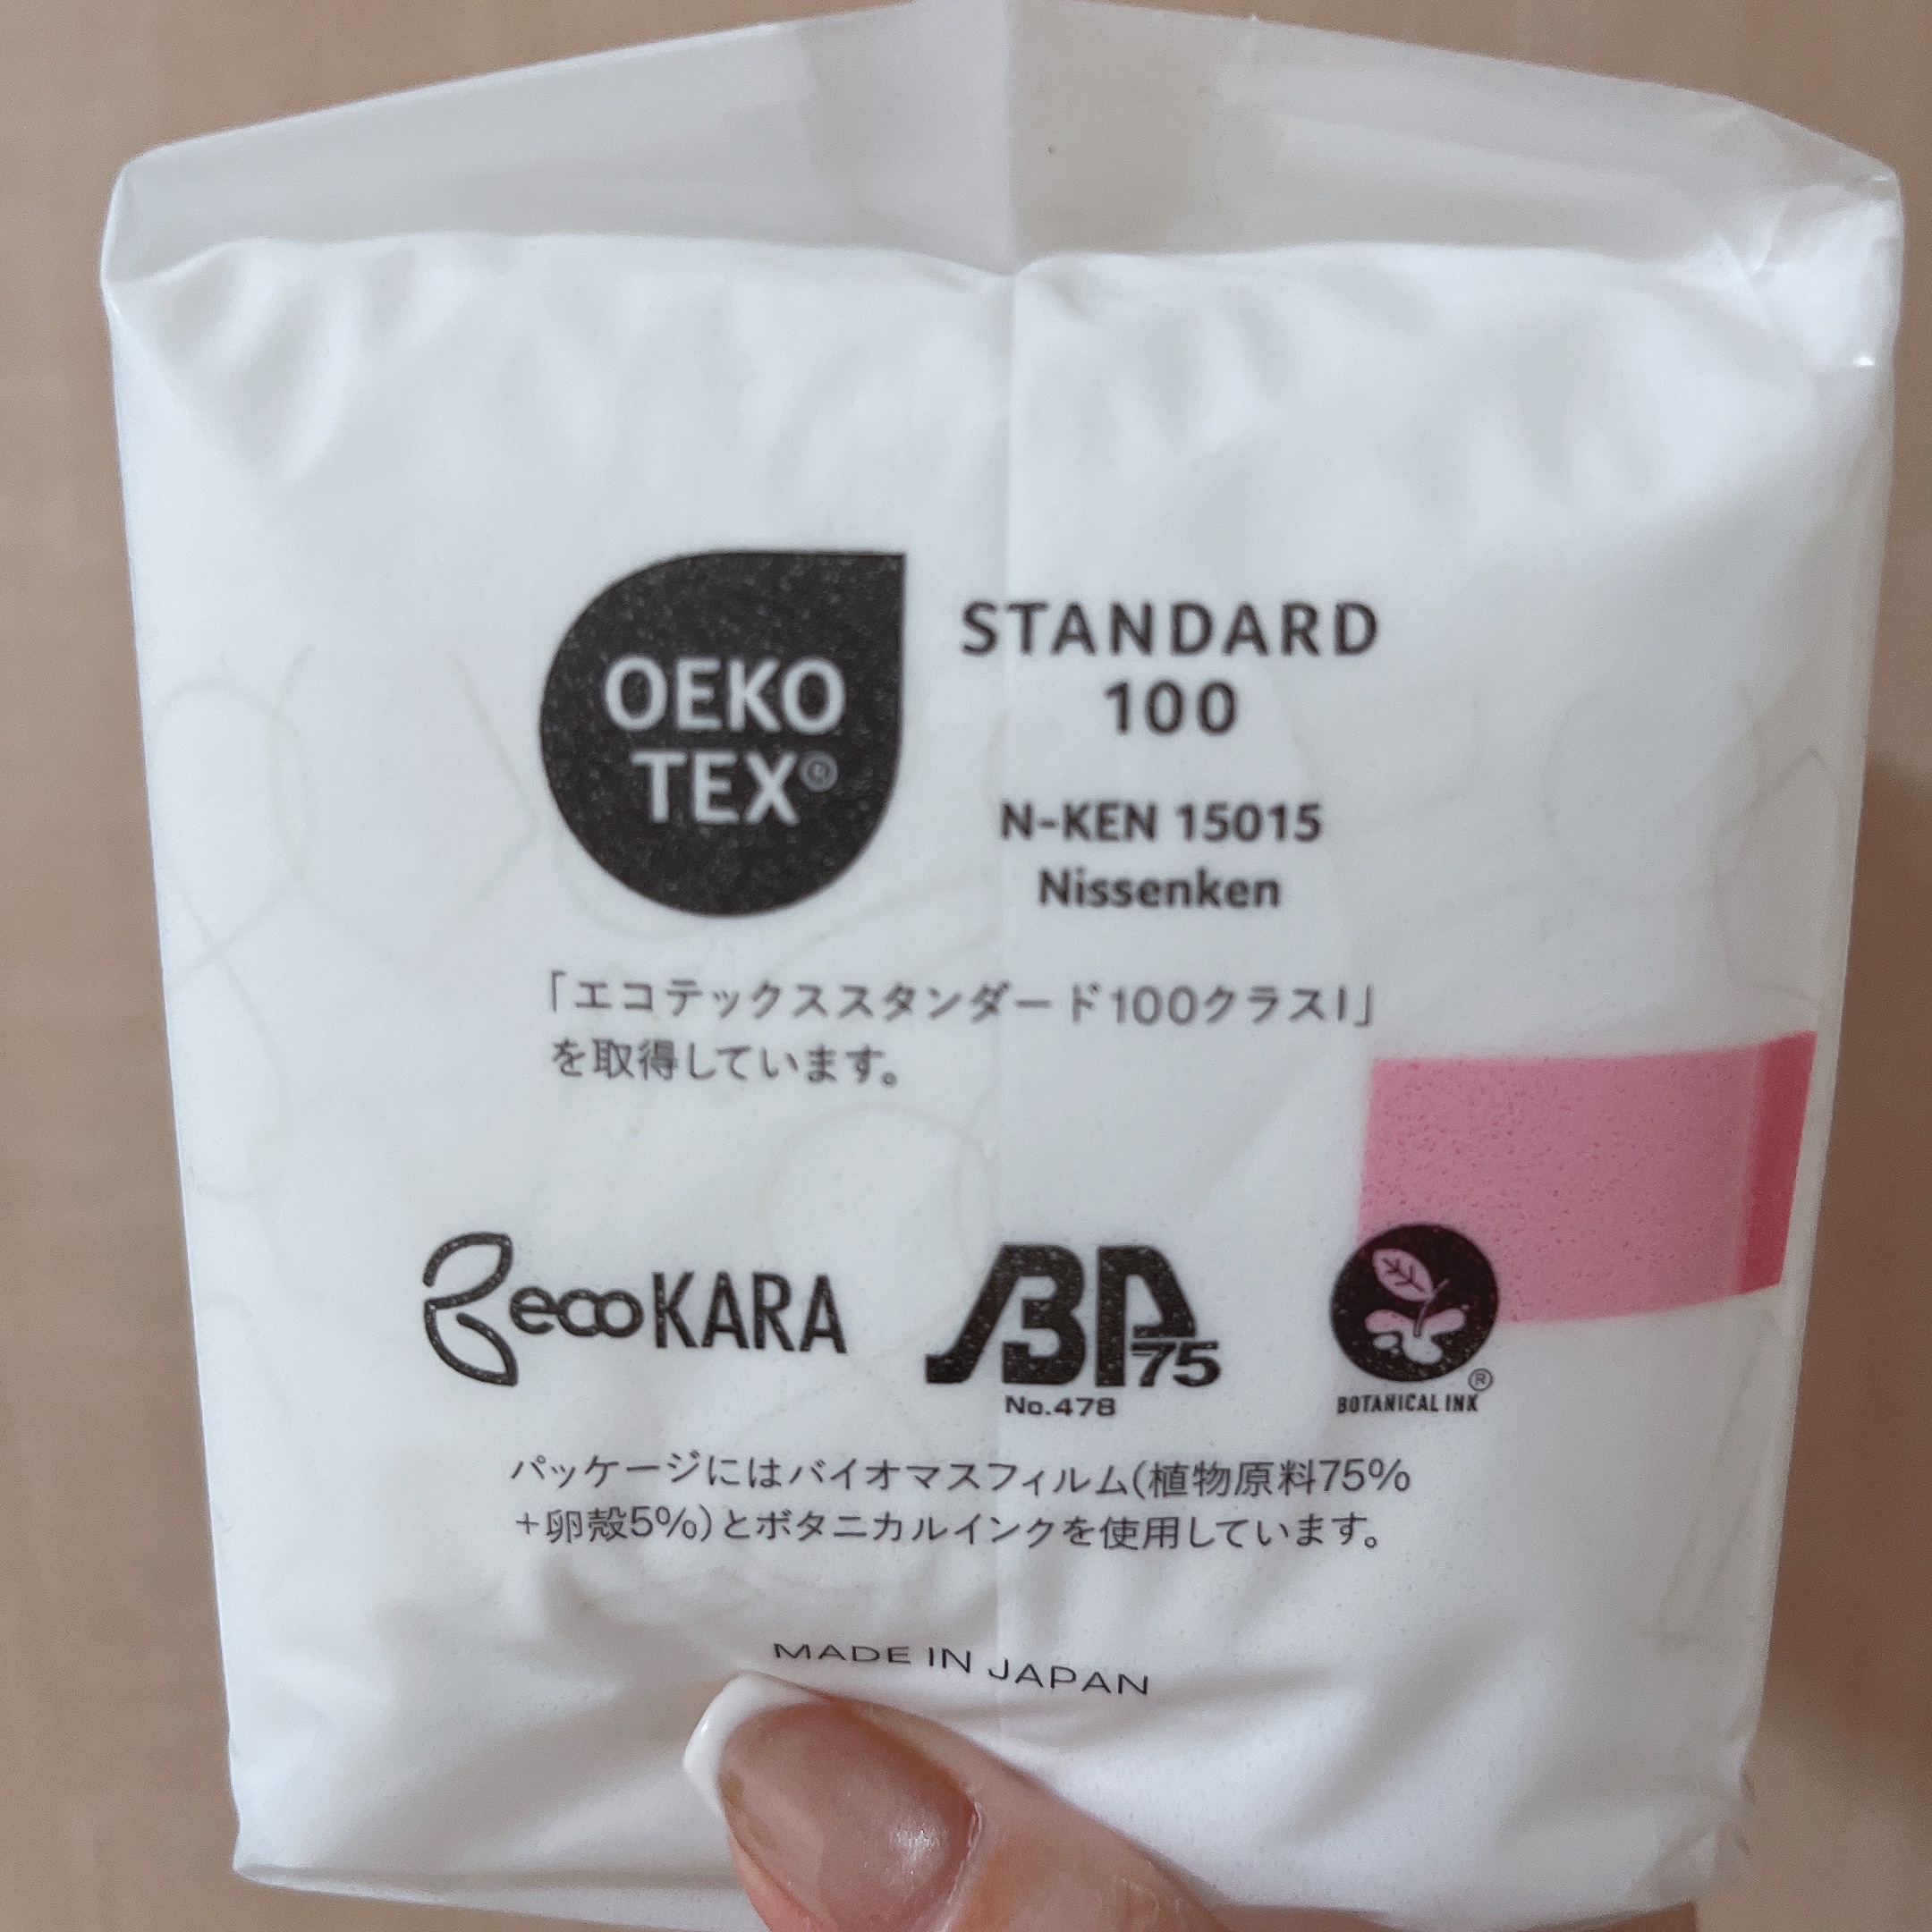 OEKO
TEX®
STANDARD
100
N-KEN 15015
Nissenken
「エコテックススタンダード100クラスⅠ」
を取得しています。
ecoKARA
BP
75
No.478
®
BOTANICAL INK
パッケージにはバイオマスフィルム(植物原料75%
+卵殻5%)とボタニカルインクを使用しています。
MADE IN JAPAN